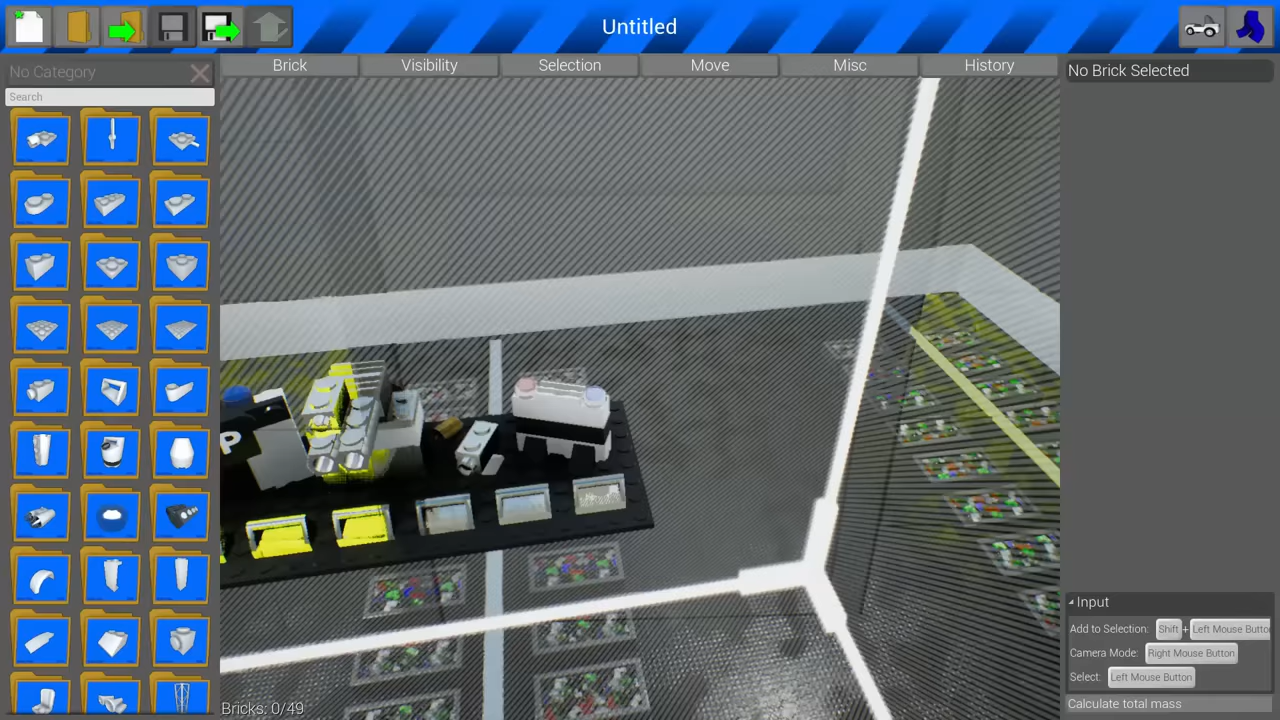 Untitled
No Category
Search
Brick
Visibility
Selection
Move
Misc
History
No Brick Selected
P
Input
Add to Selection: Shift + Left Mouse Butto
Camera Mode: Right Mouse Button
Select: Left Mouse Button
Calculate total mass
Bricks: 0/49